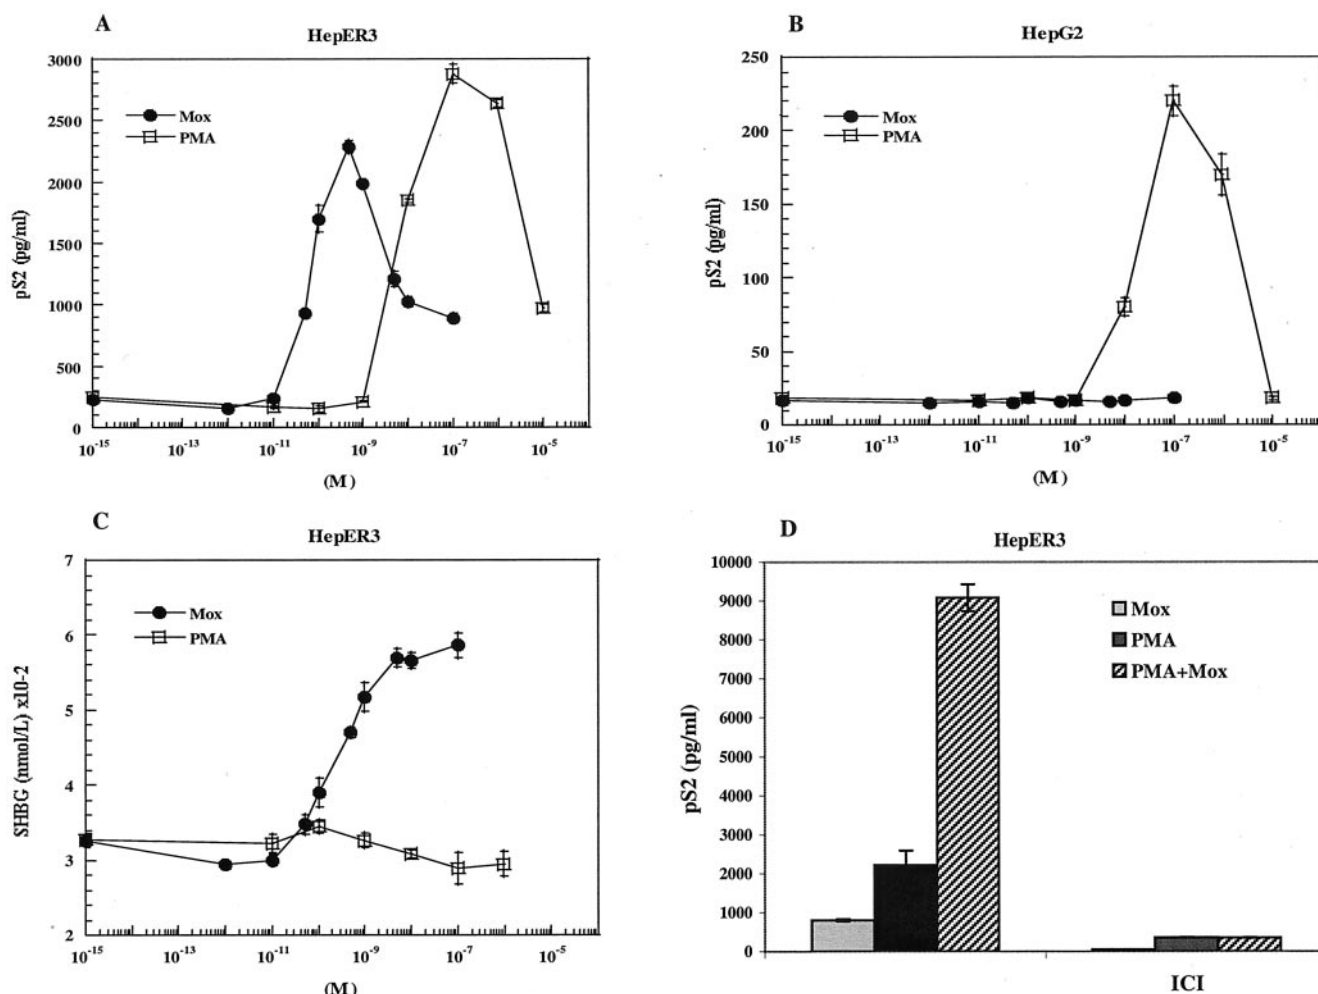 A
HepER3
3000
2500
2000
1500
1000
500
0
pS2 (pg/ml)
Mox
PMA
10-15
10-13
10-11
10-9
10-7
10-5
(M)
B
HepG2
250
200
150
100
50
0
pS2 (pg/ml)
Mox
PMA
10-15
10-13
10-11
10-9
10-7
10-5
(M)
C
HepER3
7
6
5
4
3
2
SHBG (nmol/L) x10-2
Mox
PMA
10-15
10-13
10-11
10-9
10-7
10-5
(M)
D
HepER3
10000
9000
8000
7000
6000
5000
4000
3000
2000
1000
0
pS2 (pg/ml)
Mox
PMA
PMA+Mox
ICI